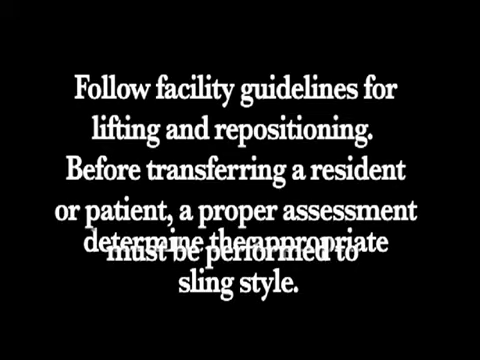 Follow facility guidelines for
lifting and repositioning.
Before transferring a resident
or patient, a proper assessment
must be performed to
determine the appropriate
sling style.